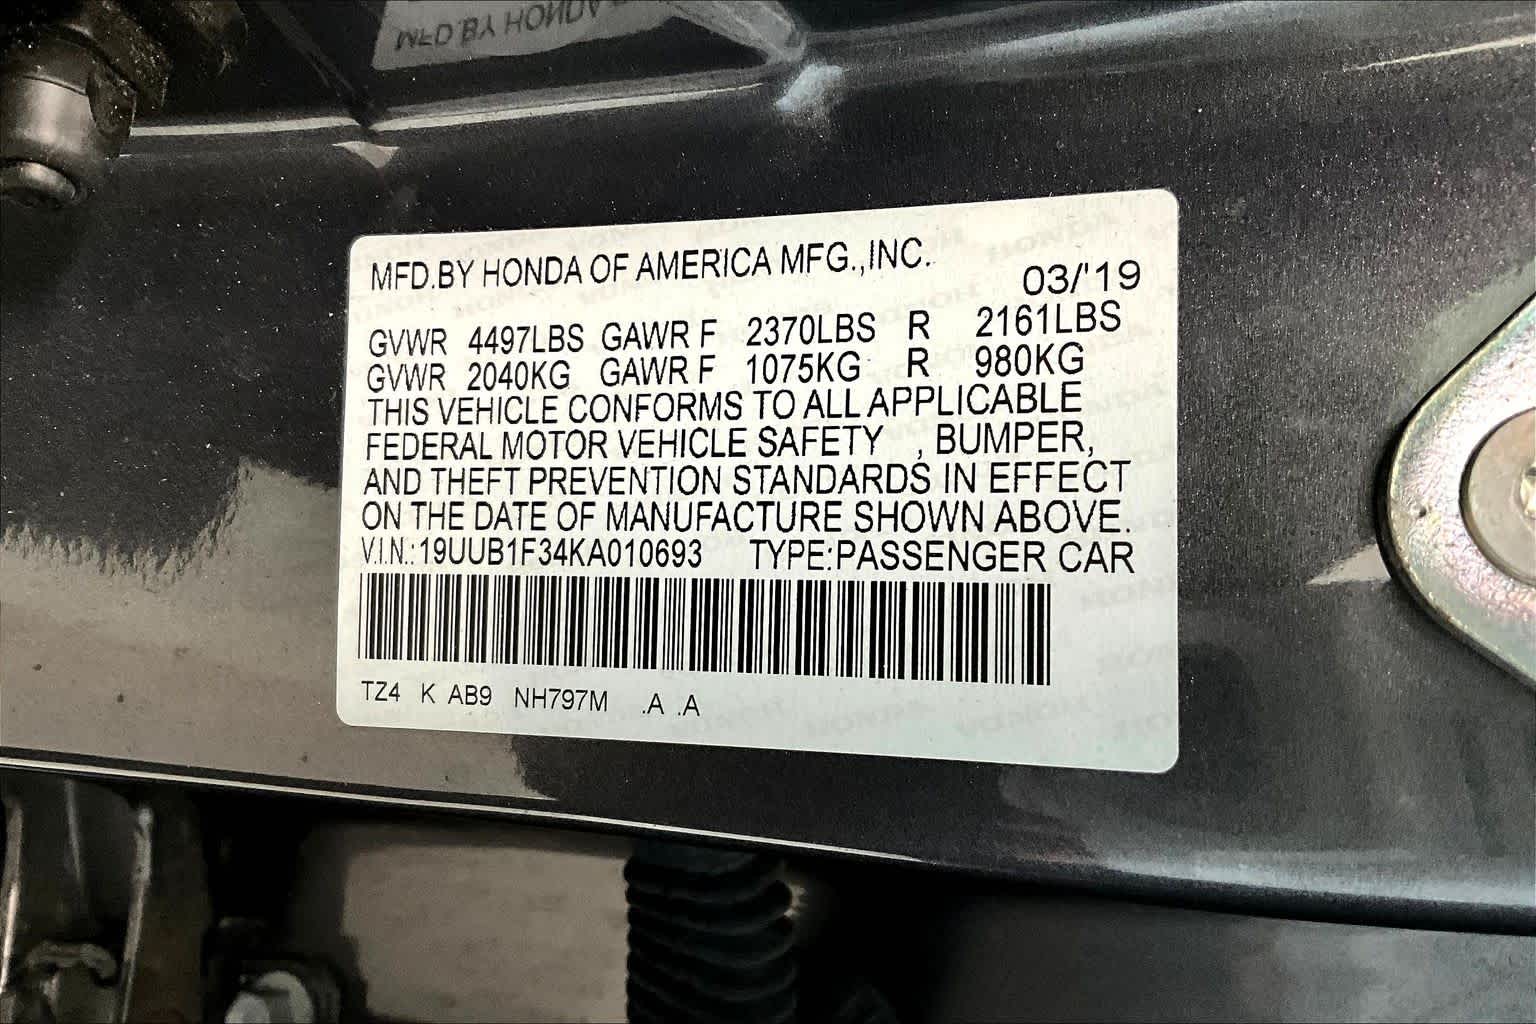 MFD.BY HONDA OF AMERICA MFG.,INC.
03/'19
GVWR 4497LBS GAWR F 2370LBS R 2161LBS
GVWR 2040KG GAWR F 1075KG R 980KG
THIS VEHICLE CONFORMS TO ALL APPLICABLE
FEDERAL MOTOR VEHICLE SAFETY , BUMPER,
AND THEFT PREVENTION STANDARDS IN EFFECT
ON THE DATE OF MANUFACTURE SHOWN ABOVE.
V.I.N.:19UUB1F34KA010693 TYPE:PASSENGER CAR
TZ4 K AB9 NH797M .A .A